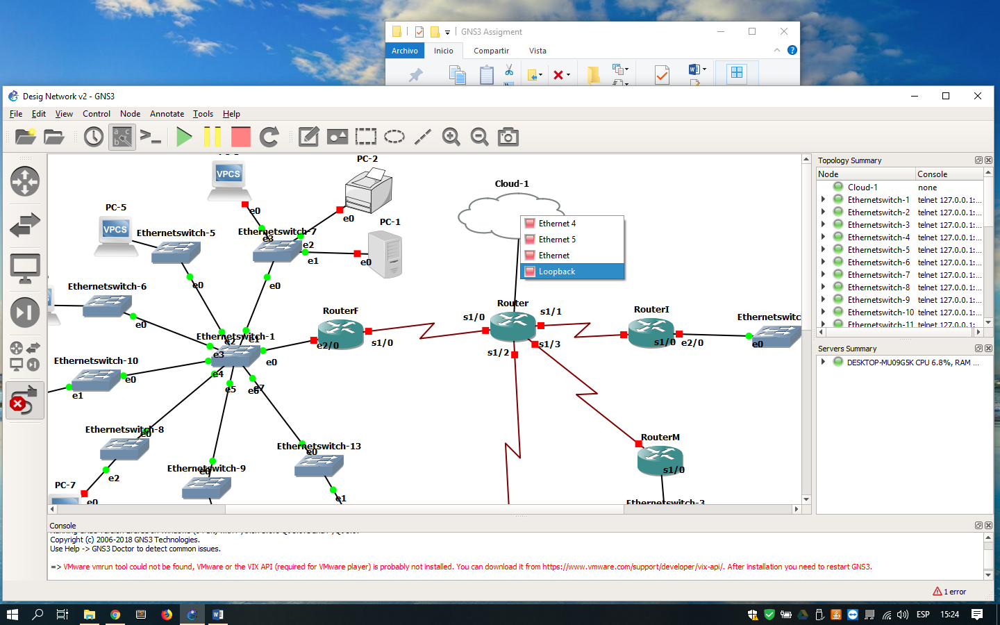 GNS3 Assigment
Archivo Inicio Compartir Vista
Desig Network v2 - GNS3
File Edit View Control Node Annotate Tools Help
PC-2
VPCS
Cloud-1
e0
e0
PC-5
VPCS
Ethernetswitch-5
Ethernetswitch-7
PC-1
e3
e2
e1
e0
Ethernet 4
Ethernet 5
Ethernet
Loopback
Ethernetswitch-6
e0
e0
e0
RouterF
Router
s1/0
s1/1
RouterI
Ethernetswitc
Ethernetswitch-1
e2
e1
e3
e0
e2/0
s1/0
s1/3
s1/2
s1/0
e2/0
e0
Ethernetswitch-10
e0
e1
e4
e5
e6
e7
Ethernetswitch-8
e0
e2
Ethernetswitch-9
e0
Ethernetswitch-13
e0
e1
PC-7
e0
RouterM
s1/0
Ethernetswitch-3
Topology Summary
Node Console
Cloud-1 none
Ethernetswitch-1 telnet 127.0.0.1:...
Ethernetswitch-2 telnet 127.0.0.1:...
Ethernetswitch-3 telnet 127.0.0.1:...
Ethernetswitch-4 telnet 127.0.0.1:...
Ethernetswitch-5 telnet 127.0.0.1:...
Ethernetswitch-6 telnet 127.0.0.1:...
Ethernetswitch-7 telnet 127.0.0.1:...
Ethernetswitch-8 telnet 127.0.0.1:...
Ethernetswitch-9 telnet 127.0.0.1:...
Ethernetswitch-10 telnet 127.0.0.1:...
Ethernetswitch-11 telnet 127.0.0.1:...
Servers Summary
DESKTOP-MU09G5K CPU 6.8%, RAM ...
Console
Copyright (c) 2006-2018 GNS3 Technologies.
Use Help -> GNS3 Doctor to detect common issues.
=> VMware vmrun tool could not be found, VMware or the VIX API (required for VMware player) is probably not installed. You can download it from https://www.vmware.com/support/developer/vix-api/. After installation you need to restart GNS3.
1 error
ESP 15:24